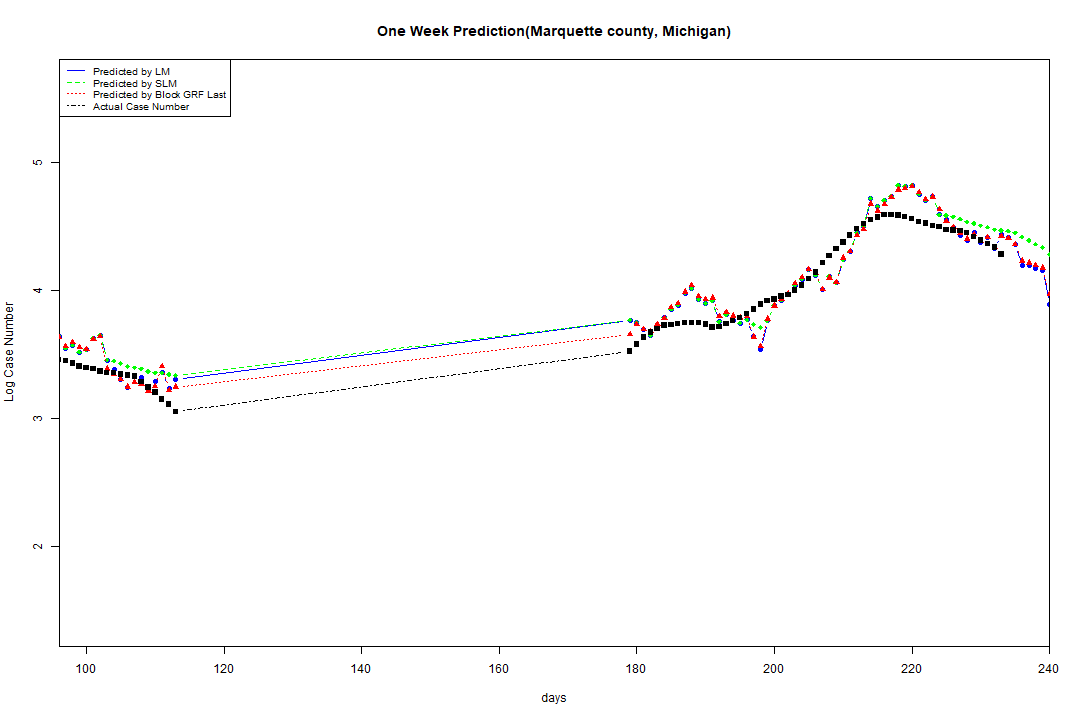 One Week Prediction(Marquette county, Michigan)
Predicted by LM
Predicted by SLM
Predicted by Block GRF Last
Actual Case Number
5
4
3
2
Log Case Number
100 120 140 160 180 200 220 240
days